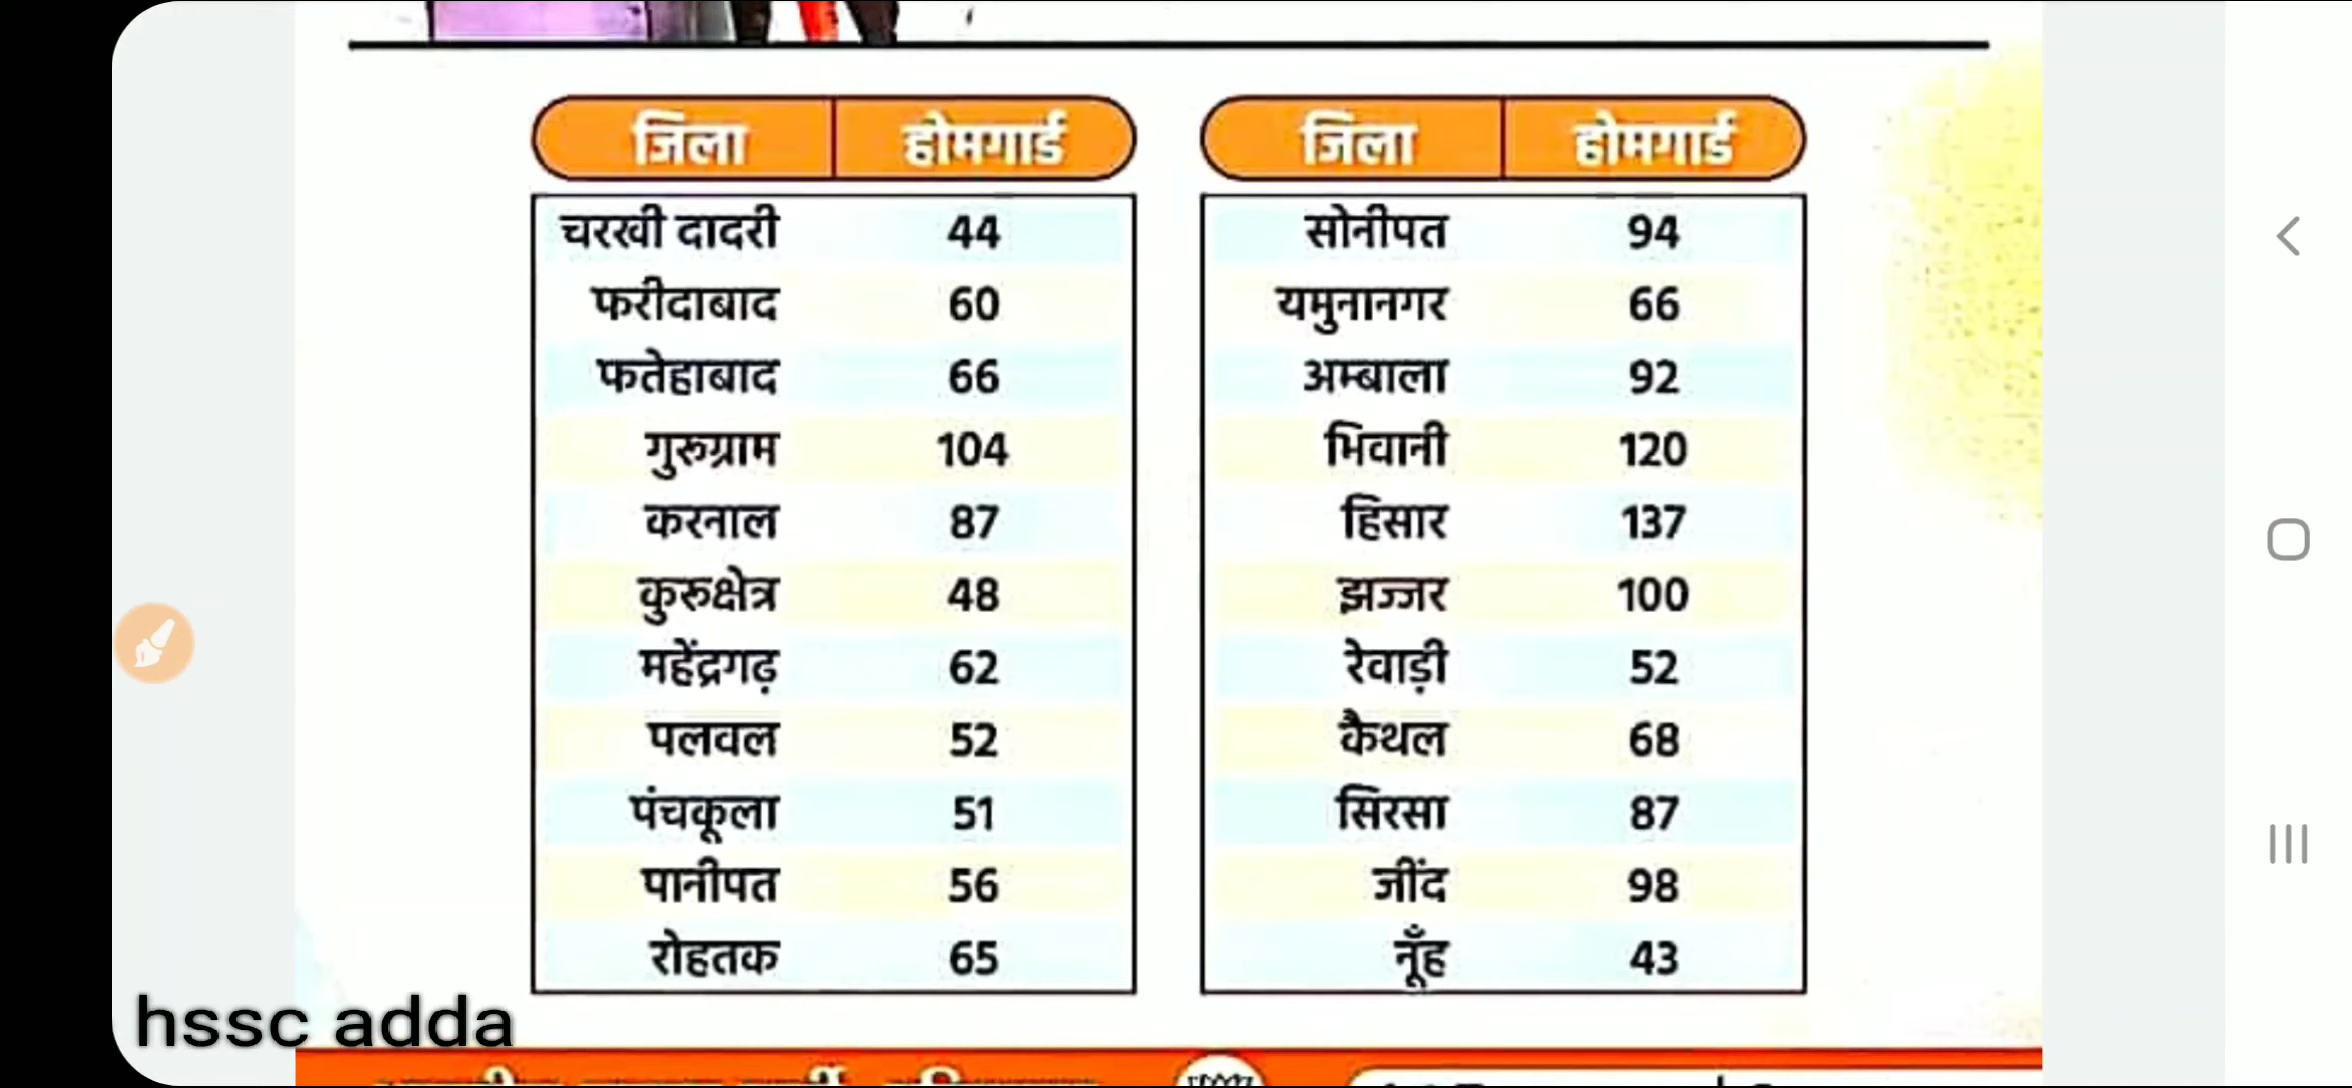 जिला होमगार्ड
चरखी दादरी 44
फरीदाबाद 60
फतेहाबाद 66
गुरुग्राम 104
करनाल 87
कुरुक्षेत्र 48
महेंद्रगढ़ 62
पलवल 52
पंचकूला 51
पानीपत 56
रोहतक 65
जिला होमगार्ड
सोनीपत 94
यमुनानगर 66
अम्बाला 92
भिवानी 120
हिसार 137
झज्जर 100
रेवाड़ी 52
कैथल 68
सिरसा 87
जींद 98
नूँह 43
hssc adda